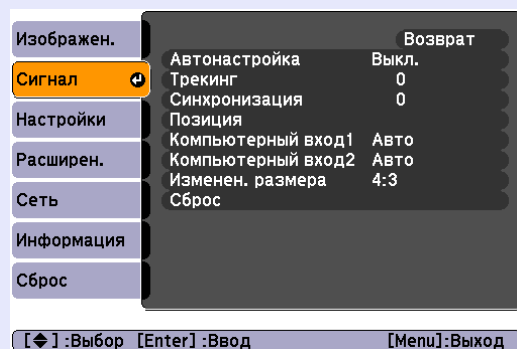 Изображен.
Сигнал
Настройки
Расширен.
Сеть
Информация
Сброс
Возврат
Автонастройка Выкл.
Трекинг 0
Синхронизация 0
Позиция
Компьютерный вход1 Авто
Компьютерный вход2 Авто
Изменен. размера 4:3
Сброс
[◆] :Выбор [Enter] :Ввод [Menu]:Выход